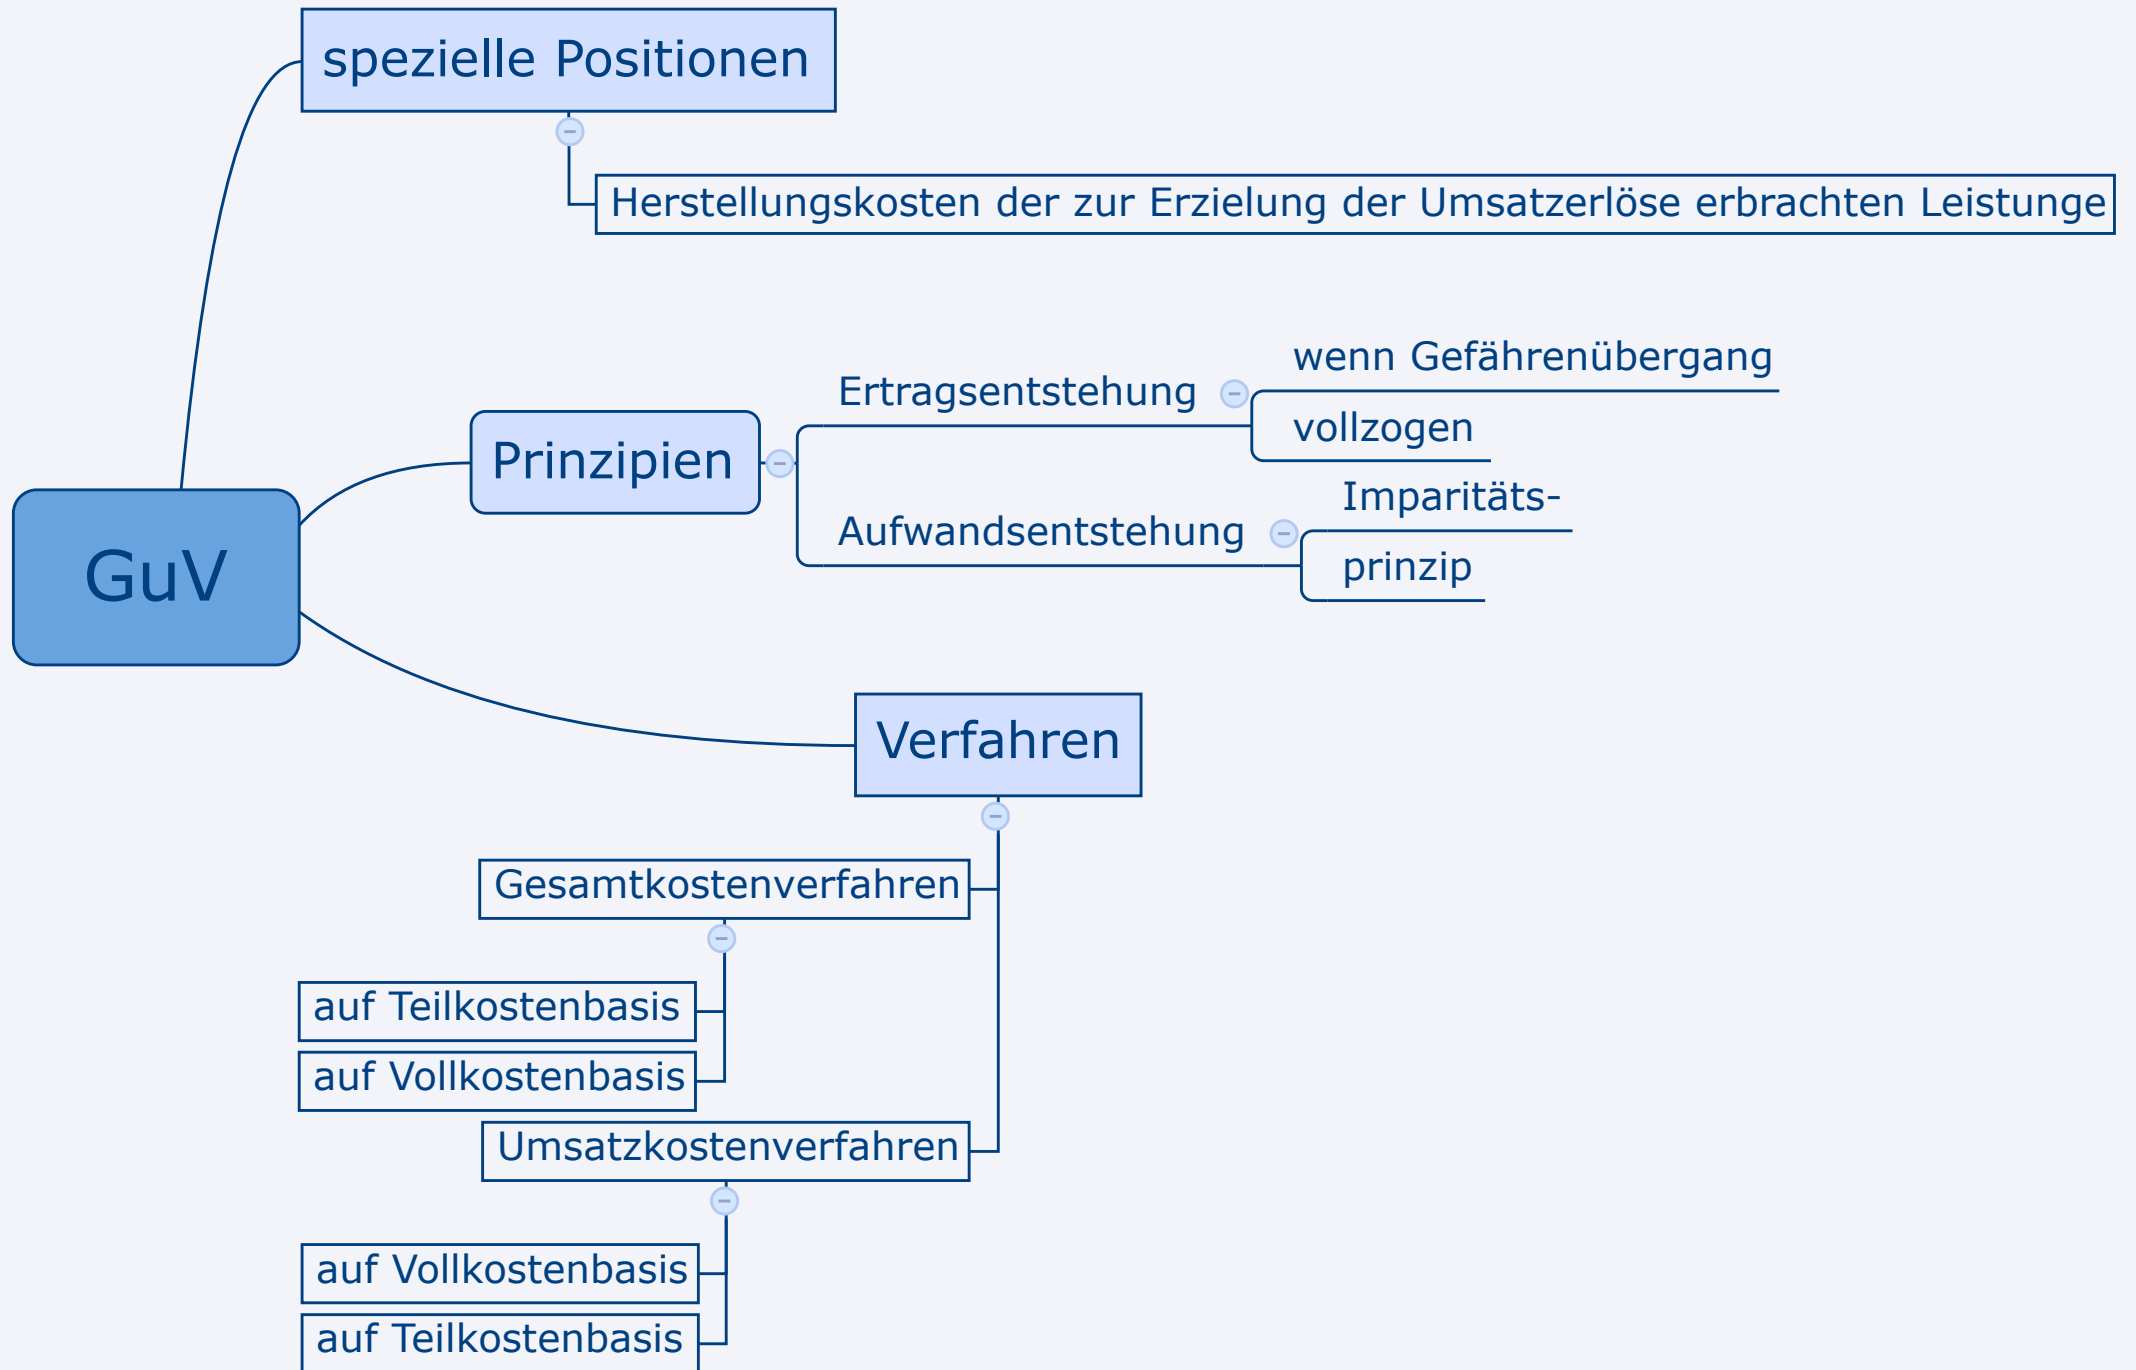 spezielle Positionen
Herstellungskosten der zur Erzielung der Umsatzerlöse erbrachten Leistunge
wenn Gefährenübergang
Ertragsentstehung
vollzogen
Prinzipien
Imparitäts-
Aufwandsentstehung
prinzip
GuV
Verfahren
Gesamtkostenverfahren
auf Teilkostenbasis
auf Vollkostenbasis
Umsatzkostenverfahren
auf Vollkostenbasis
auf Teilkostenbasis